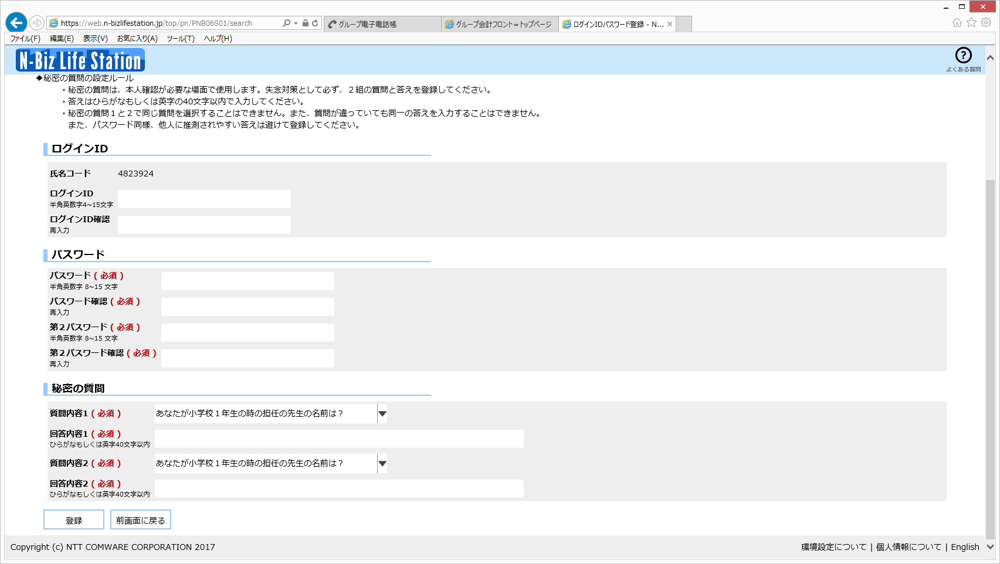 https://web.n-bizlifestation.jp/top/pn/PNB06S01/search
グループ電子電話帳
グループ会計フロント＝トップページ
ログインIDパスワード登録 - N...
ファイル(F) 編集(E) 表示(V) お気に入り(A) ツール(T) ヘルプ(H)
N-Biz Life Station
よくある質問
◆秘密の質問の設定ルール
・秘密の質問は、本人確認が必要な場面で使用します。失念対策として必ず、２組の質問と答えを登録してください。
・答えはひらがなもしくは英字の40文字以内で入力してください。
・秘密の質問１と２で同じ質問を選択することはできません。また、質問が違っていても同一の答えを入力することはできません。
また、パスワード同様、他人に推測されやすい答えは避けて登録してください。
ログインID
氏名コード 4823924
ログインID
半角英数字4~15文字
ログインID確認
再入力
パスワード
パスワード ( 必須 )
半角英数字 8~15 文字
パスワード確認 ( 必須 )
再入力
第２パスワード ( 必須 )
半角英数字 8~15 文字
第２パスワード確認 ( 必須 )
再入力
秘密の質問
質問内容1 ( 必須 ) あなたが小学校１年生の時の担任の先生の名前は？
回答内容1 ( 必須 )
ひらがなもしくは英字40文字以内
質問内容2 ( 必須 ) あなたが小学校１年生の時の担任の先生の名前は？
回答内容2 ( 必須 )
ひらがなもしくは英字40文字以内
登録 前画面に戻る
Copyright (c) NTT COMWARE CORPORATION 2017
環境設定について | 個人情報について | English